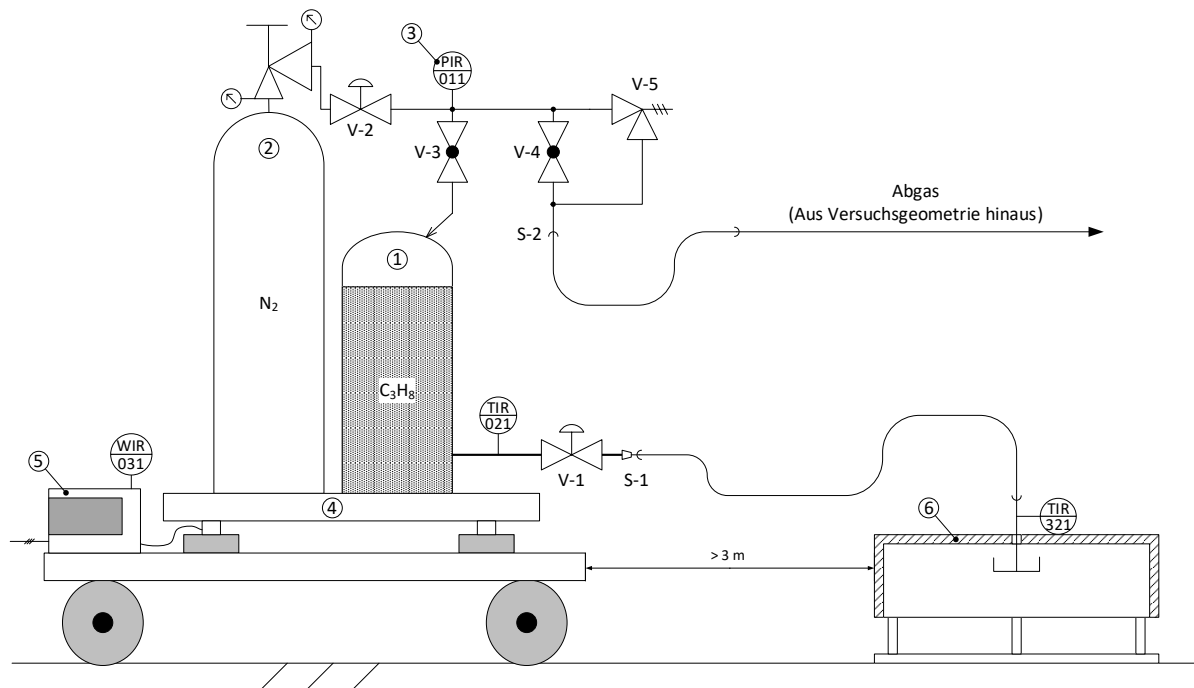 3
PIR
011
V-5
V-2
2
V-3
V-4
Abgas
(Aus Versuchsgeometrie hinaus)
S-2
1
N2
C3H8
TIR
021
WIR
031
5
V-1
S-1
4
6
TIR
321
> 3 m